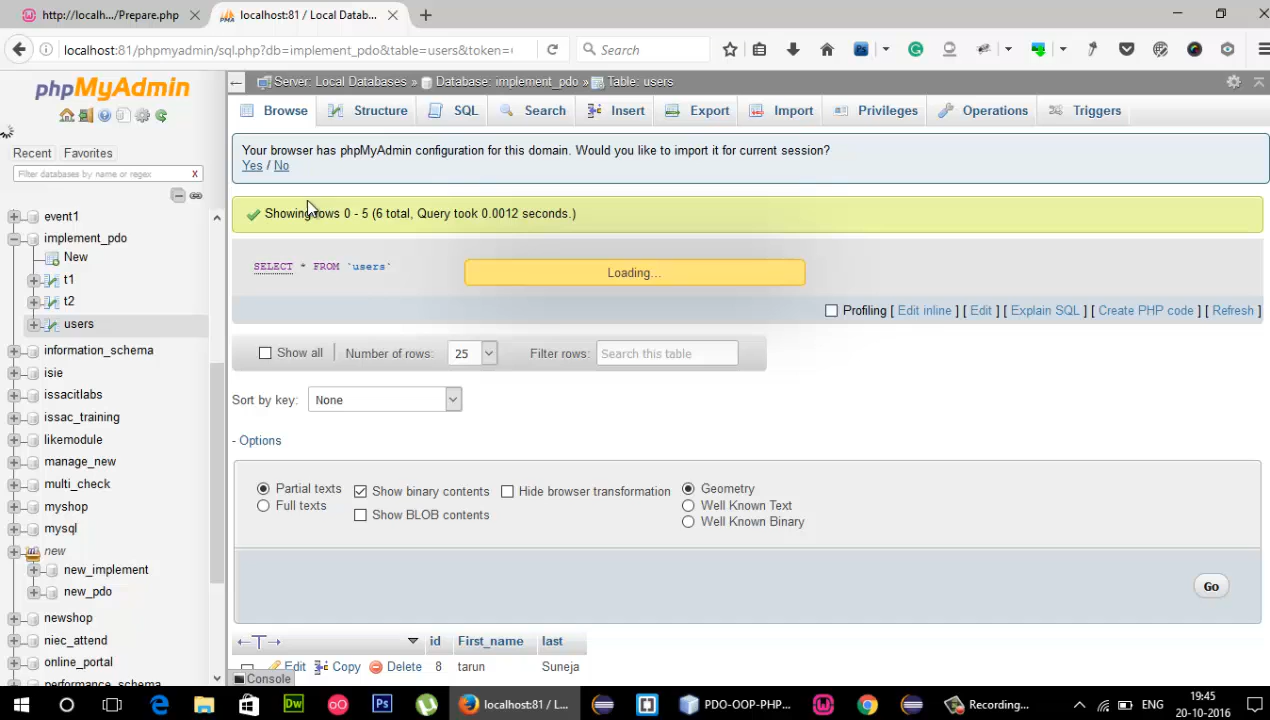 http://localh.../Prepare.php
localhost:81 / Local Datab...
localhost:81/phpmyadmin/sql.php?db=implement_pdo&table=users&token=
Search
phpMyAdmin
Recent
Favorites
Filter databases by name or regex
X
event1
implement_pdo
New
t1
t2
users
information_schema
isie
issacitlabs
issac_training
likemodule
manage_new
multi_check
myshop
mysql
new
new_implement
new_pdo
newshop
niec_attend
online_portal
performance_schema
Server: Local Databases » Database: implement_pdo » Table: users
Browse
Structure
SQL
Search
Insert
Export
Import
Privileges
Operations
Triggers
Your browser has phpMyAdmin configuration for this domain. Would you like to import it for current session?
Yes / No
Showing rows 0 - 5 (6 total, Query took 0.0012 seconds.)
SELECT * FROM `users`
Loading...
Profiling [ Edit inline ] [ Edit ] [ Explain SQL ] [ Create PHP code ] [ Refresh ]
Show all
Number of rows:
25
Filter rows:
Search this table
Sort by key:
None
- Options
Partial texts
Full texts
Show binary contents
Show BLOB contents
Hide browser transformation
Geometry
Well Known Text
Well Known Binary
Go
id First_name last
Edit Copy Delete 8 tarun Suneja
Console
localhost:81 / L...
PDO-OOP-PHP...
Recording...
ENG
19:45
20-10-2016